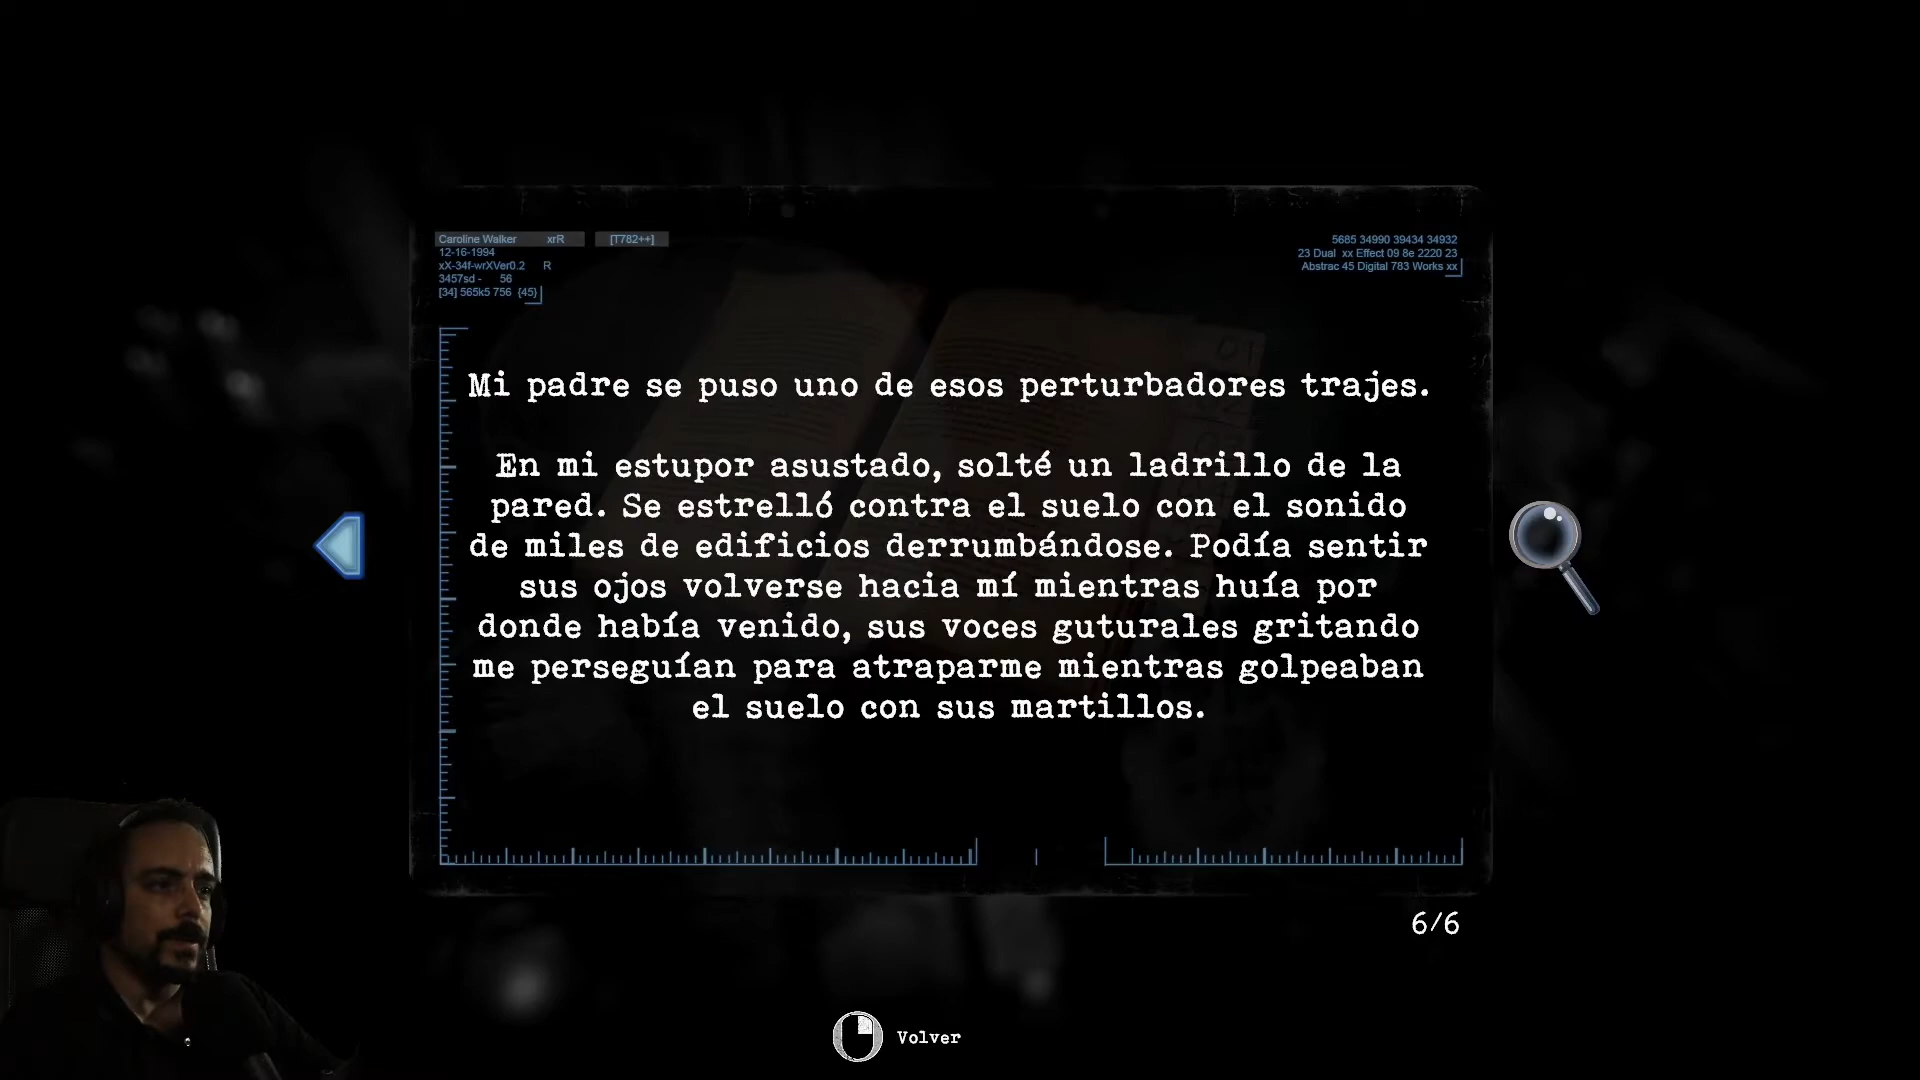 Caroline Walker xrR [T782++]
12-16-1994
xX-34f-wrXVer0.2 R
3457sd - 56
[34] 565k5 756 {45}
5685 34990 39434 34932
23 Dual xx Effect 09 8e 2220 23
Abstrac 45 Digital 783 Works xx
Mi padre se puso uno de esos perturbadores trajes.
En mi estupor asustado, solté un ladrillo de la
pared. Se estrelló contra el suelo con el sonido
de miles de edificios derrumbándose. Podía sentir
sus ojos volverse hacia mí mientras huía por
donde había venido, sus voces guturales gritando
me perseguían para atraparme mientras golpeaban
el suelo con sus martillos.
6/6
Volver